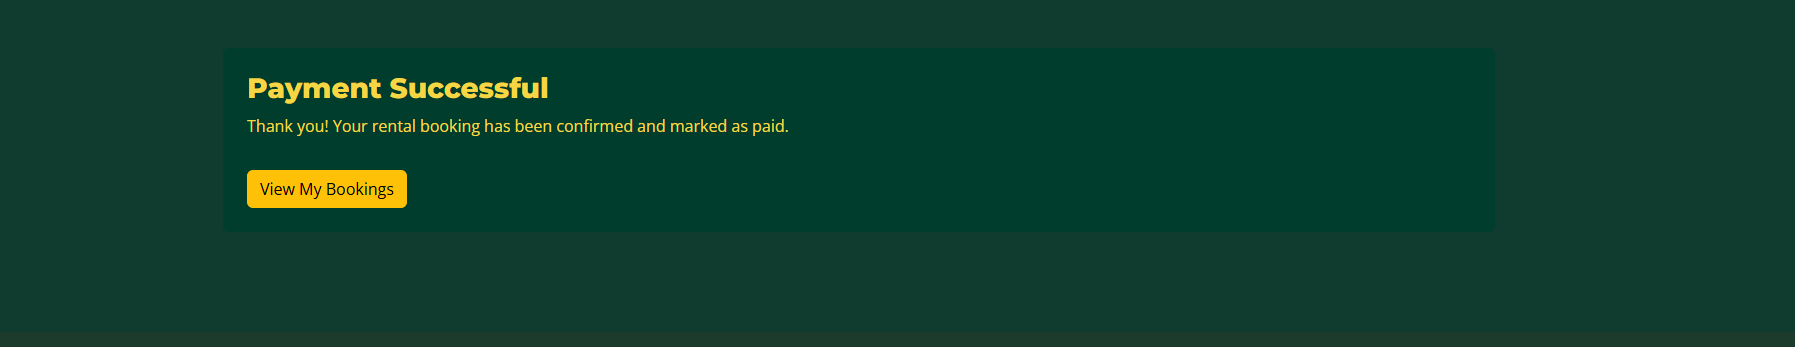 Payment Successful
Thank you! Your rental booking has been confirmed and marked as paid.
View My Bookings